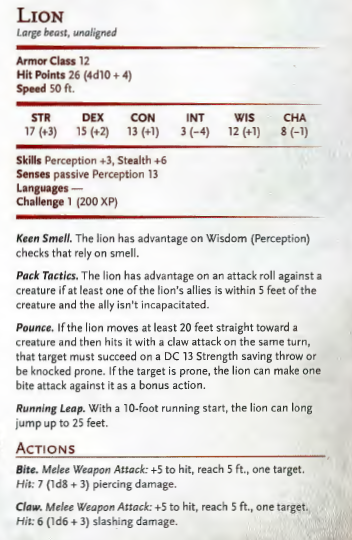 LION
Large beast, unaligned
Armor Class 12
Hit Points 26 (4d10 + 4)
Speed 50 ft.
STR DEX CON INT WIS CHA
17 (+3) 15 (+2) 13 (+1) 3 (−4) 12 (+1) 8 (−1)
Skills Perception +3, Stealth +6
Senses passive Perception 13
Languages —
Challenge 1 (200 XP)
Keen Smell. The lion has advantage on Wisdom (Perception)
checks that rely on smell.
Pack Tactics. The lion has advantage on an attack roll against a
creature if at least one of the lion's allies is within 5 feet of the
creature and the ally isn't incapacitated.
Pounce. If the lion moves at least 20 feet straight toward a
creature and then hits it with a claw attack on the same turn,
that target must succeed on a DC 13 Strength saving throw or
be knocked prone. If the target is prone, the lion can make one
bite attack against it as a bonus action.
Running Leap. With a 10-foot running start, the lion can long
jump up to 25 feet.
ACTIONS
Bite. Melee Weapon Attack: +5 to hit, reach 5 ft., one target.
Hit: 7 (1d8 + 3) piercing damage.
Claw. Melee Weapon Attack: +5 to hit, reach 5 ft., one target.
Hit: 6 (1d6 + 3) slashing damage.